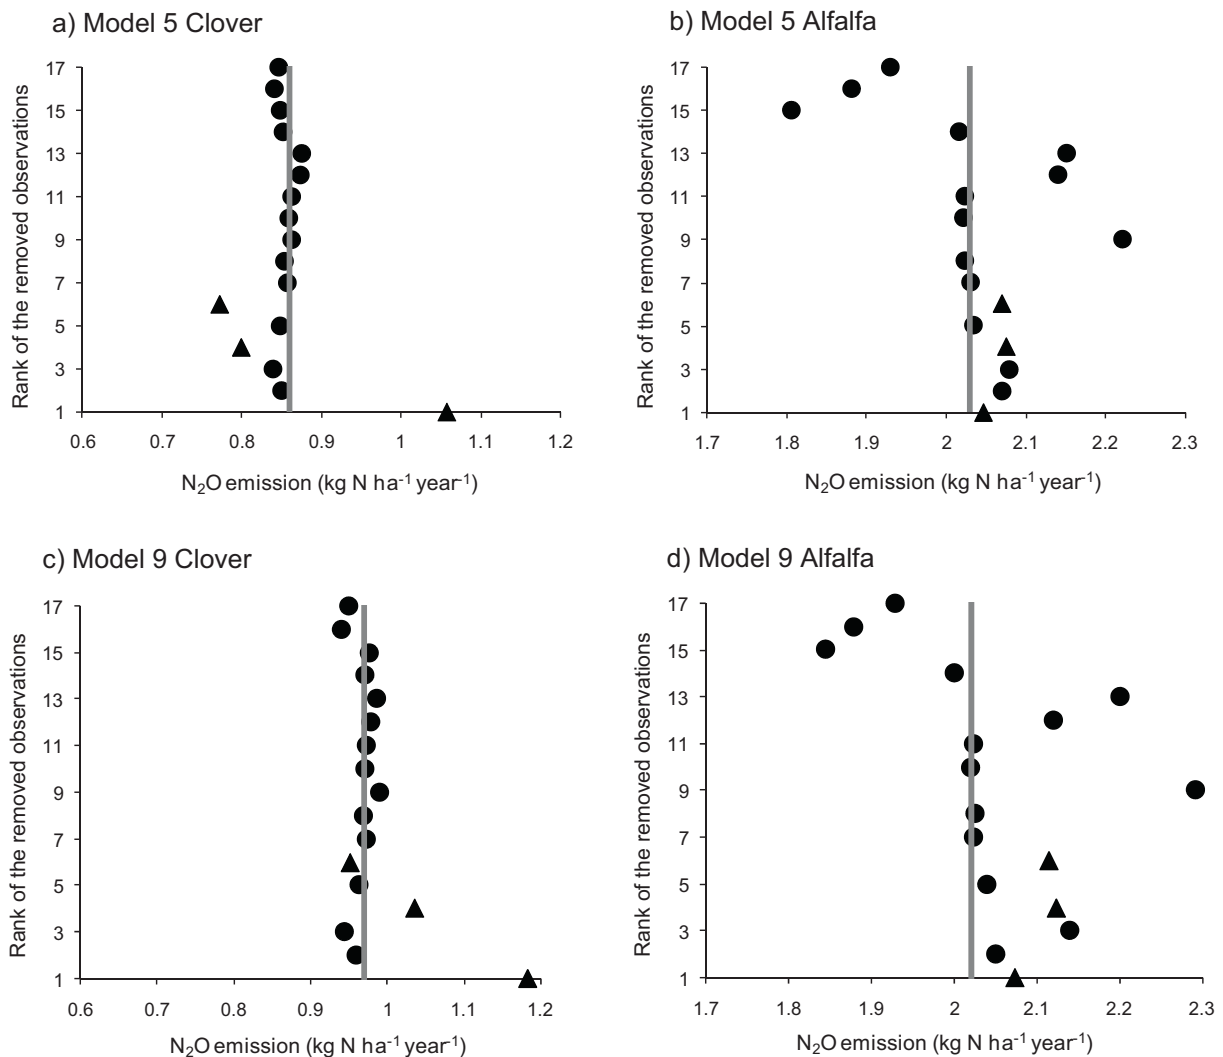 a) Model 5 Clover
Rank of the removed observations
17
15
13
11
9
7
5
3
1
0.6 0.7 0.8 0.9 1 1.1 1.2
N₂O emission (kg N ha⁻¹ year⁻¹)
b) Model 5 Alfalfa
Rank of the removed observations
17
15
13
11
9
7
5
3
1
1.7 1.8 1.9 2 2.1 2.2 2.3
N₂O emission (kg N ha⁻¹ year⁻¹)
c) Model 9 Clover
Rank of the removed observations
17
15
13
11
9
7
5
3
1
0.6 0.7 0.8 0.9 1 1.1 1.2
N₂O emission (kg N ha⁻¹ year⁻¹)
d) Model 9 Alfalfa
Rank of the removed observations
17
15
13
11
9
7
5
3
1
1.7 1.8 1.9 2 2.1 2.2 2.3
N₂O emission (kg N ha⁻¹ year⁻¹)